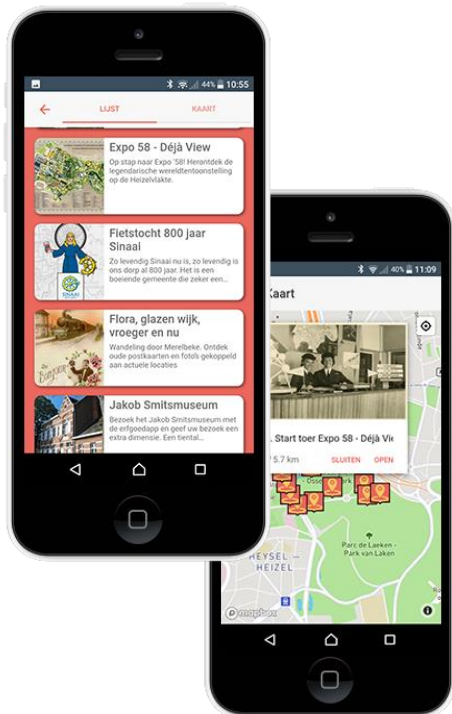 44% 10:55
LIJST KAART
Expo 58 - Déjà View
Op stap naar Expo '58! Herontdek de
legendarische wereldtentoonstelling
op de Heizelvlakte.
Fietstocht 800 jaar
Sinaai
Zo levendig Sinaai nu is, zo levendig is
ons dorp al 800 jaar. Het is een
boeiende gemeente die zeker een...
SINAAI
Flora, glazen wijk,
vroeger en nu
Wandeling door Merelbeke. Ontdek
oude postkaarten en foto's gekoppeld
aan actuele locaties
Jakob Smitsmuseum
Bezoek het Jakob Smitsmuseum met
de erfgoedapp en geef uw bezoek een
extra dimensie. Een tiental...
40% 11:09
Kaart
. Start toer Expo 58 - Déjà Vie
5.7 km SLUITEN OPEN
Parc de Laeken -
Park van Laken
HEYSEL —
HEIZEL
mapbox